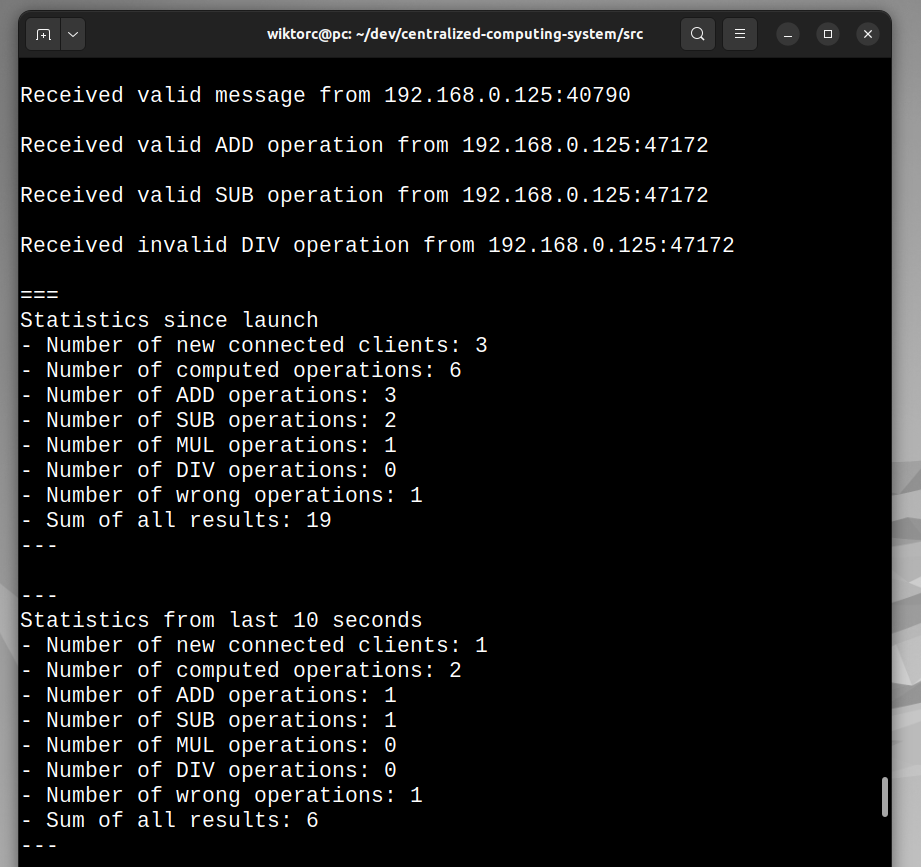 wiktorc@pc: ~/dev/centralized-computing-system/src
Received valid message from 192.168.0.125:40790
Received valid ADD operation from 192.168.0.125:47172
Received valid SUB operation from 192.168.0.125:47172
Received invalid DIV operation from 192.168.0.125:47172
===
Statistics since launch
- Number of new connected clients: 3
- Number of computed operations: 6
- Number of ADD operations: 3
- Number of SUB operations: 2
- Number of MUL operations: 1
- Number of DIV operations: 0
- Number of wrong operations: 1
- Sum of all results: 19
---
---
Statistics from last 10 seconds
- Number of new connected clients: 1
- Number of computed operations: 2
- Number of ADD operations: 1
- Number of SUB operations: 1
- Number of MUL operations: 0
- Number of DIV operations: 0
- Number of wrong operations: 1
- Sum of all results: 6
---